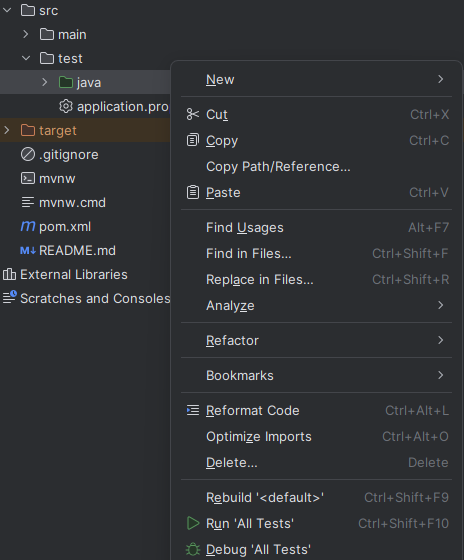 src
main
test
java
application.pro
target
.gitignore
mvnw
mvnw.cmd
pom.xml
README.md
External Libraries
Scratches and Consoles
New
Cut Ctrl+X
Copy Ctrl+C
Copy Path/Reference...
Paste Ctrl+V
Find Usages Alt+F7
Find in Files... Ctrl+Shift+F
Replace in Files... Ctrl+Shift+R
Analyze
Refactor
Bookmarks
Reformat Code Ctrl+Alt+L
Optimize Imports Ctrl+Alt+O
Delete... Delete
Rebuild '<default>' Ctrl+Shift+F9
Run 'All Tests' Ctrl+Shift+F10
Debug 'All Tests'